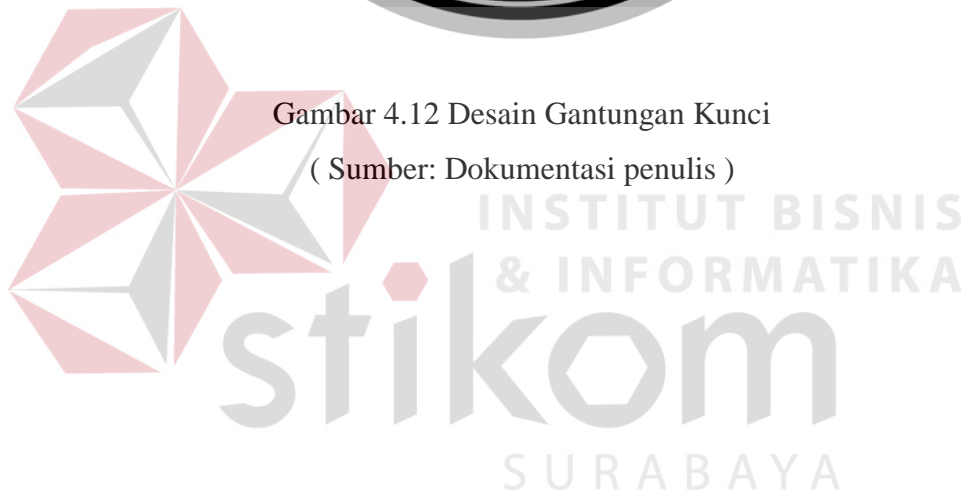 Gambar 4.12 Desain Gantungan Kunci
( Sumber: Dokumentasi penulis )
INSTITUT BISNIS
& INFORMATIKA
stikom
SURABAYA